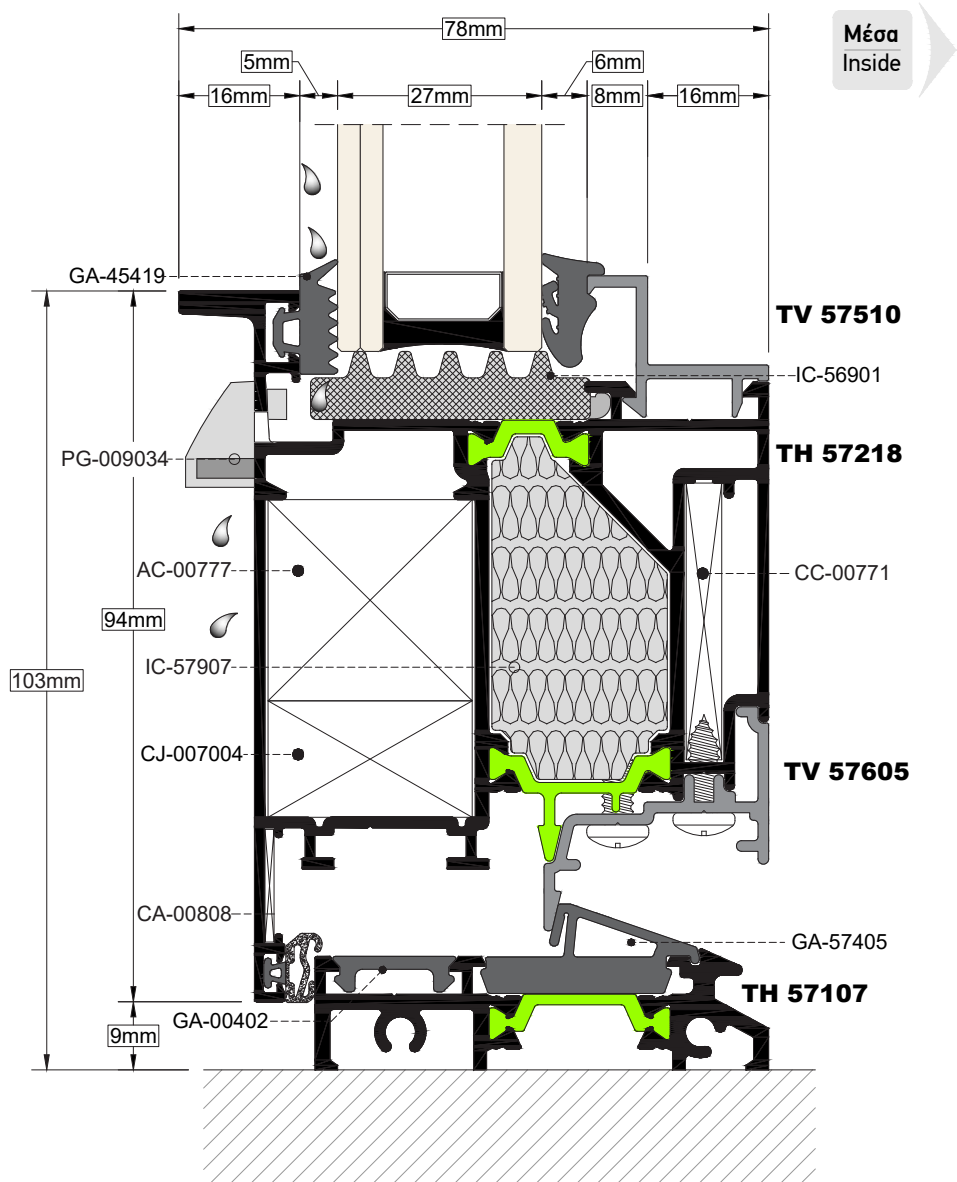 78mm
Μέσα
Inside
5mm
6mm
16mm
27mm
8mm
16mm
GA-45419
TV 57510
IC-56901
PG-009034
TH 57218
AC-00777
CC-00771
94mm
IC-57907
103mm
CJ-007004
TV 57605
CA-00808
GA-57405
TH 57107
GA-00402
9mm